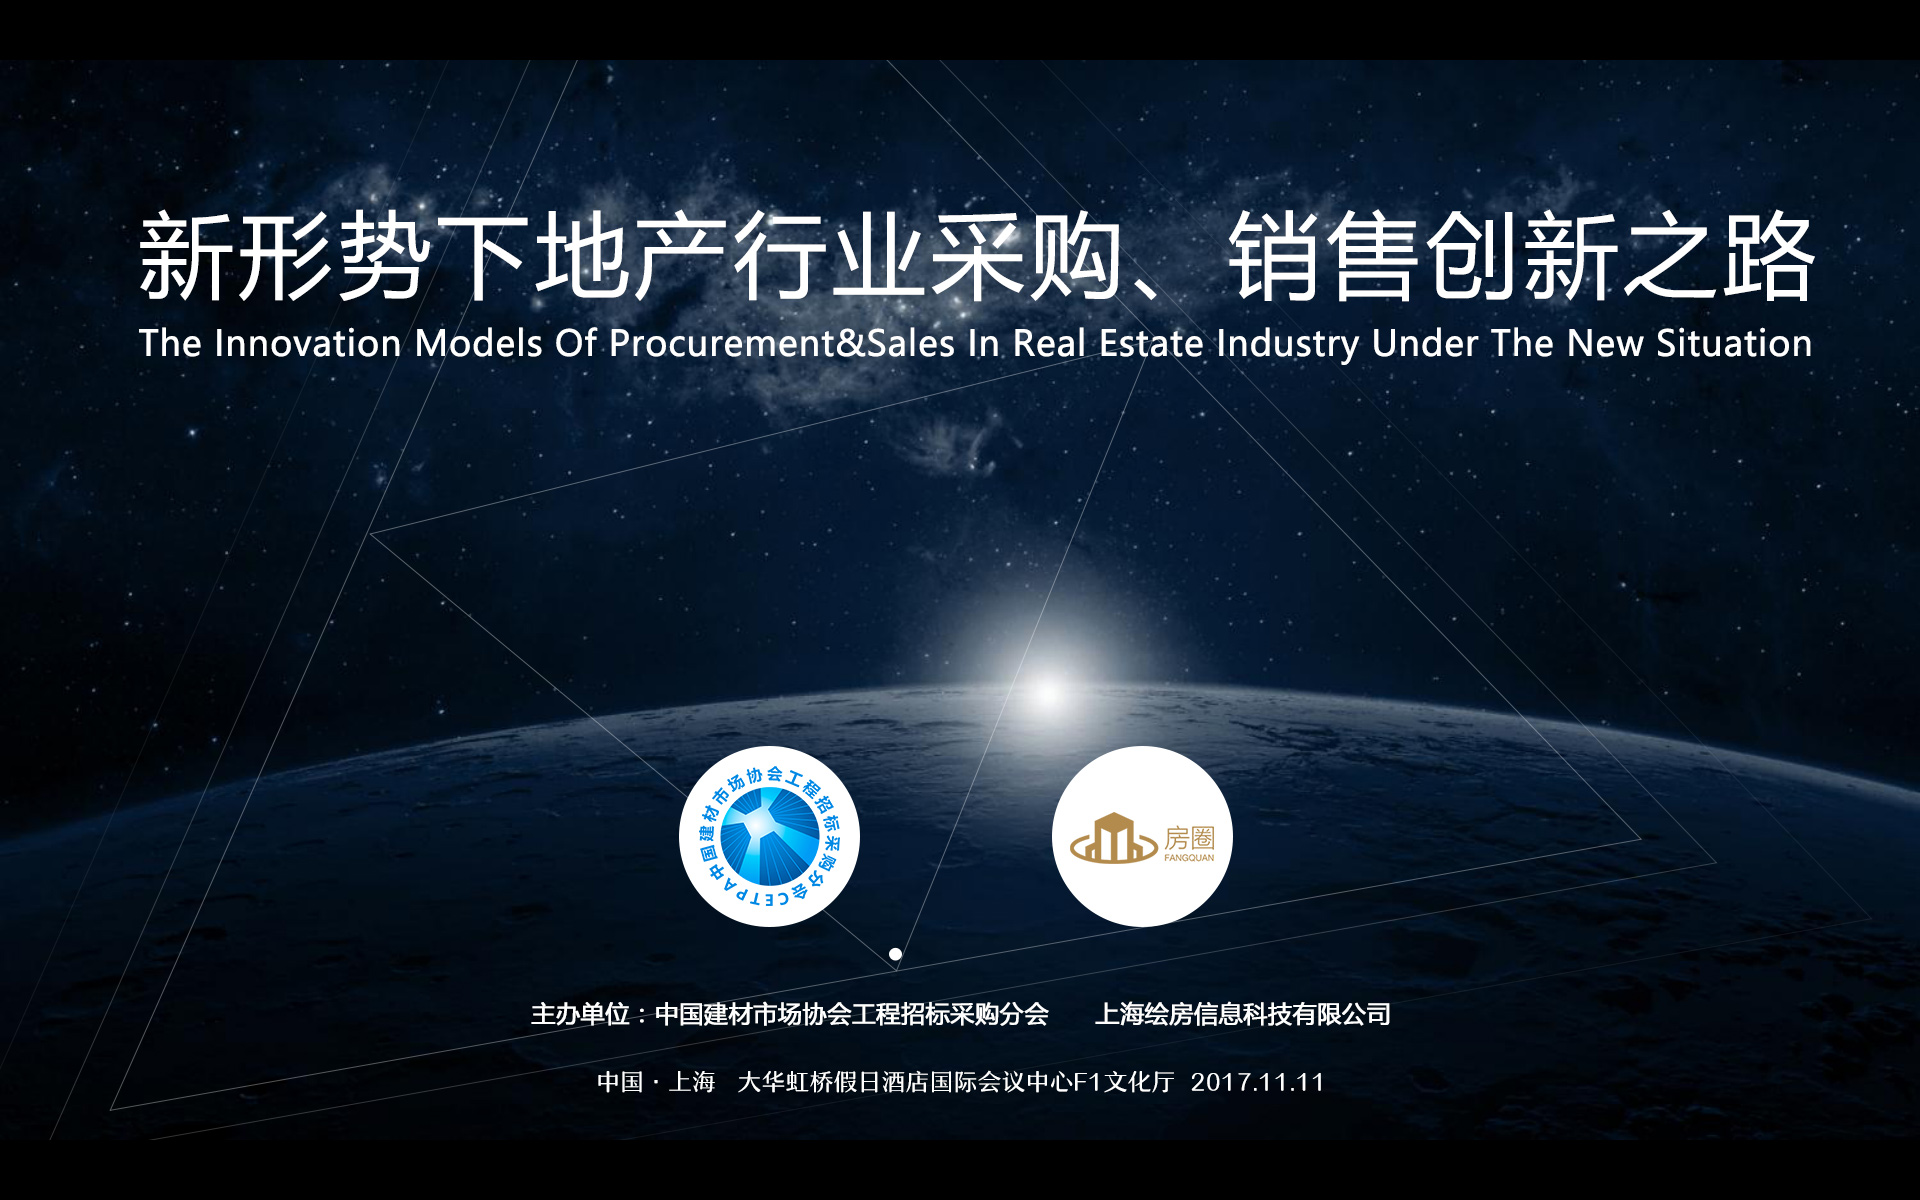 新形势下地产行业采购、销售创新之路
The Innovation Models Of Procurement&Sales In Real Estate Industry Under The New Situation
中国建材市场协会工程招标采购分会CETPA
房圈
FANGQUAN
主办单位：中国建材市场协会工程招标采购分会 上海绘房信息科技有限公司
中国·上海 大华虹桥假日酒店国际会议中心F1文化厅 2017.11.11